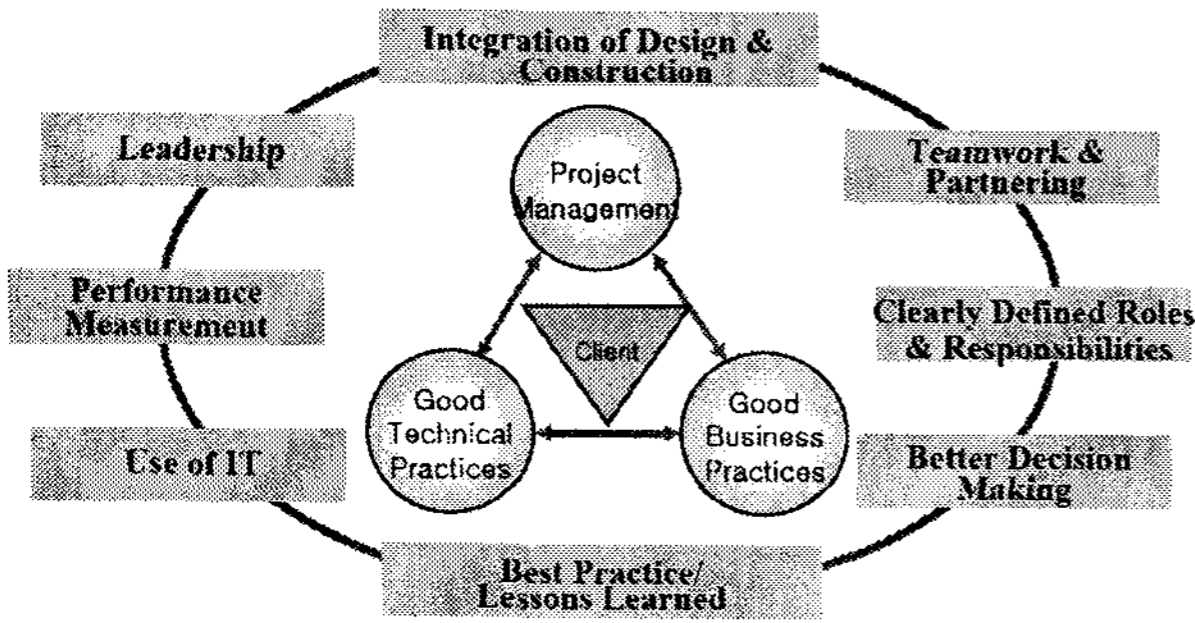 Integration of Design &
Construction
Leadership
Teamwork &
Partnering
Project
Management
Performance
Measurement
Clearly Defined Roles
& Responsibilities
Client
Good
Technical
Practices
Good
Business
Practices
Use of IT
Better Decision
Making
Best Practice/
Lessons Learned